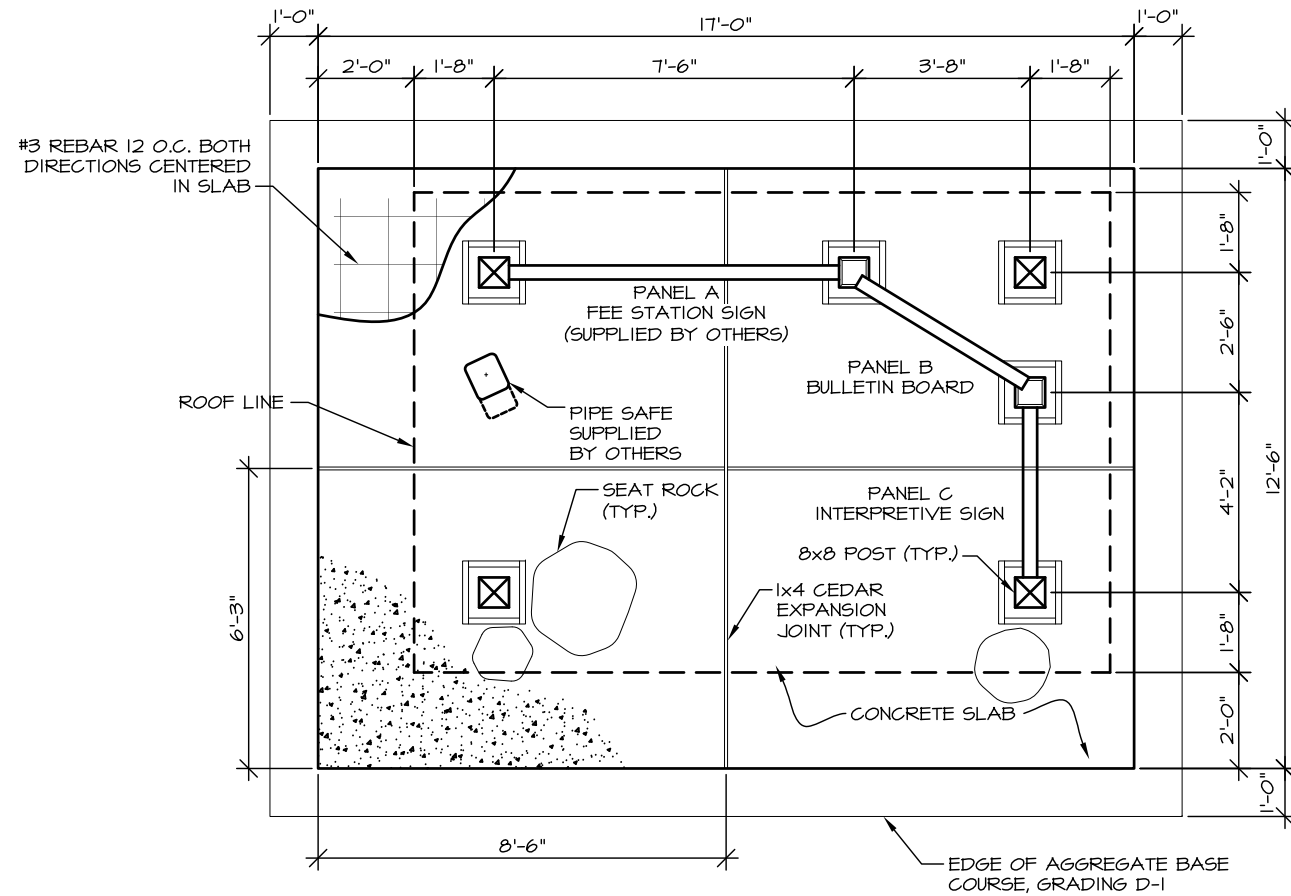 1'-0"
17'-0"
1'-0"
2'-0"
1'-8"
7'-6"
3'-8"
1'-8"
#3 REBAR 12 O.C. BOTH
DIRECTIONS CENTERED
IN SLAB
1'-0"
1'-8"
PANEL A
FEE STATION SIGN
(SUPPLIED BY OTHERS)
2'-6"
PANEL B
BULLETIN BOARD
ROOF LINE
PIPE SAFE
SUPPLIED
BY OTHERS
12'-6"
SEAT ROCK
(TYP.)
PANEL C
INTERPRETIVE SIGN
4'-2"
8x8 POST (TYP.)
1x4 CEDAR
EXPANSION
JOINT (TYP.)
6'-3"
1'-8"
CONCRETE SLAB
2'-0"
1'-0"
8'-6"
EDGE OF AGGREGATE BASE
COURSE, GRADING D-1